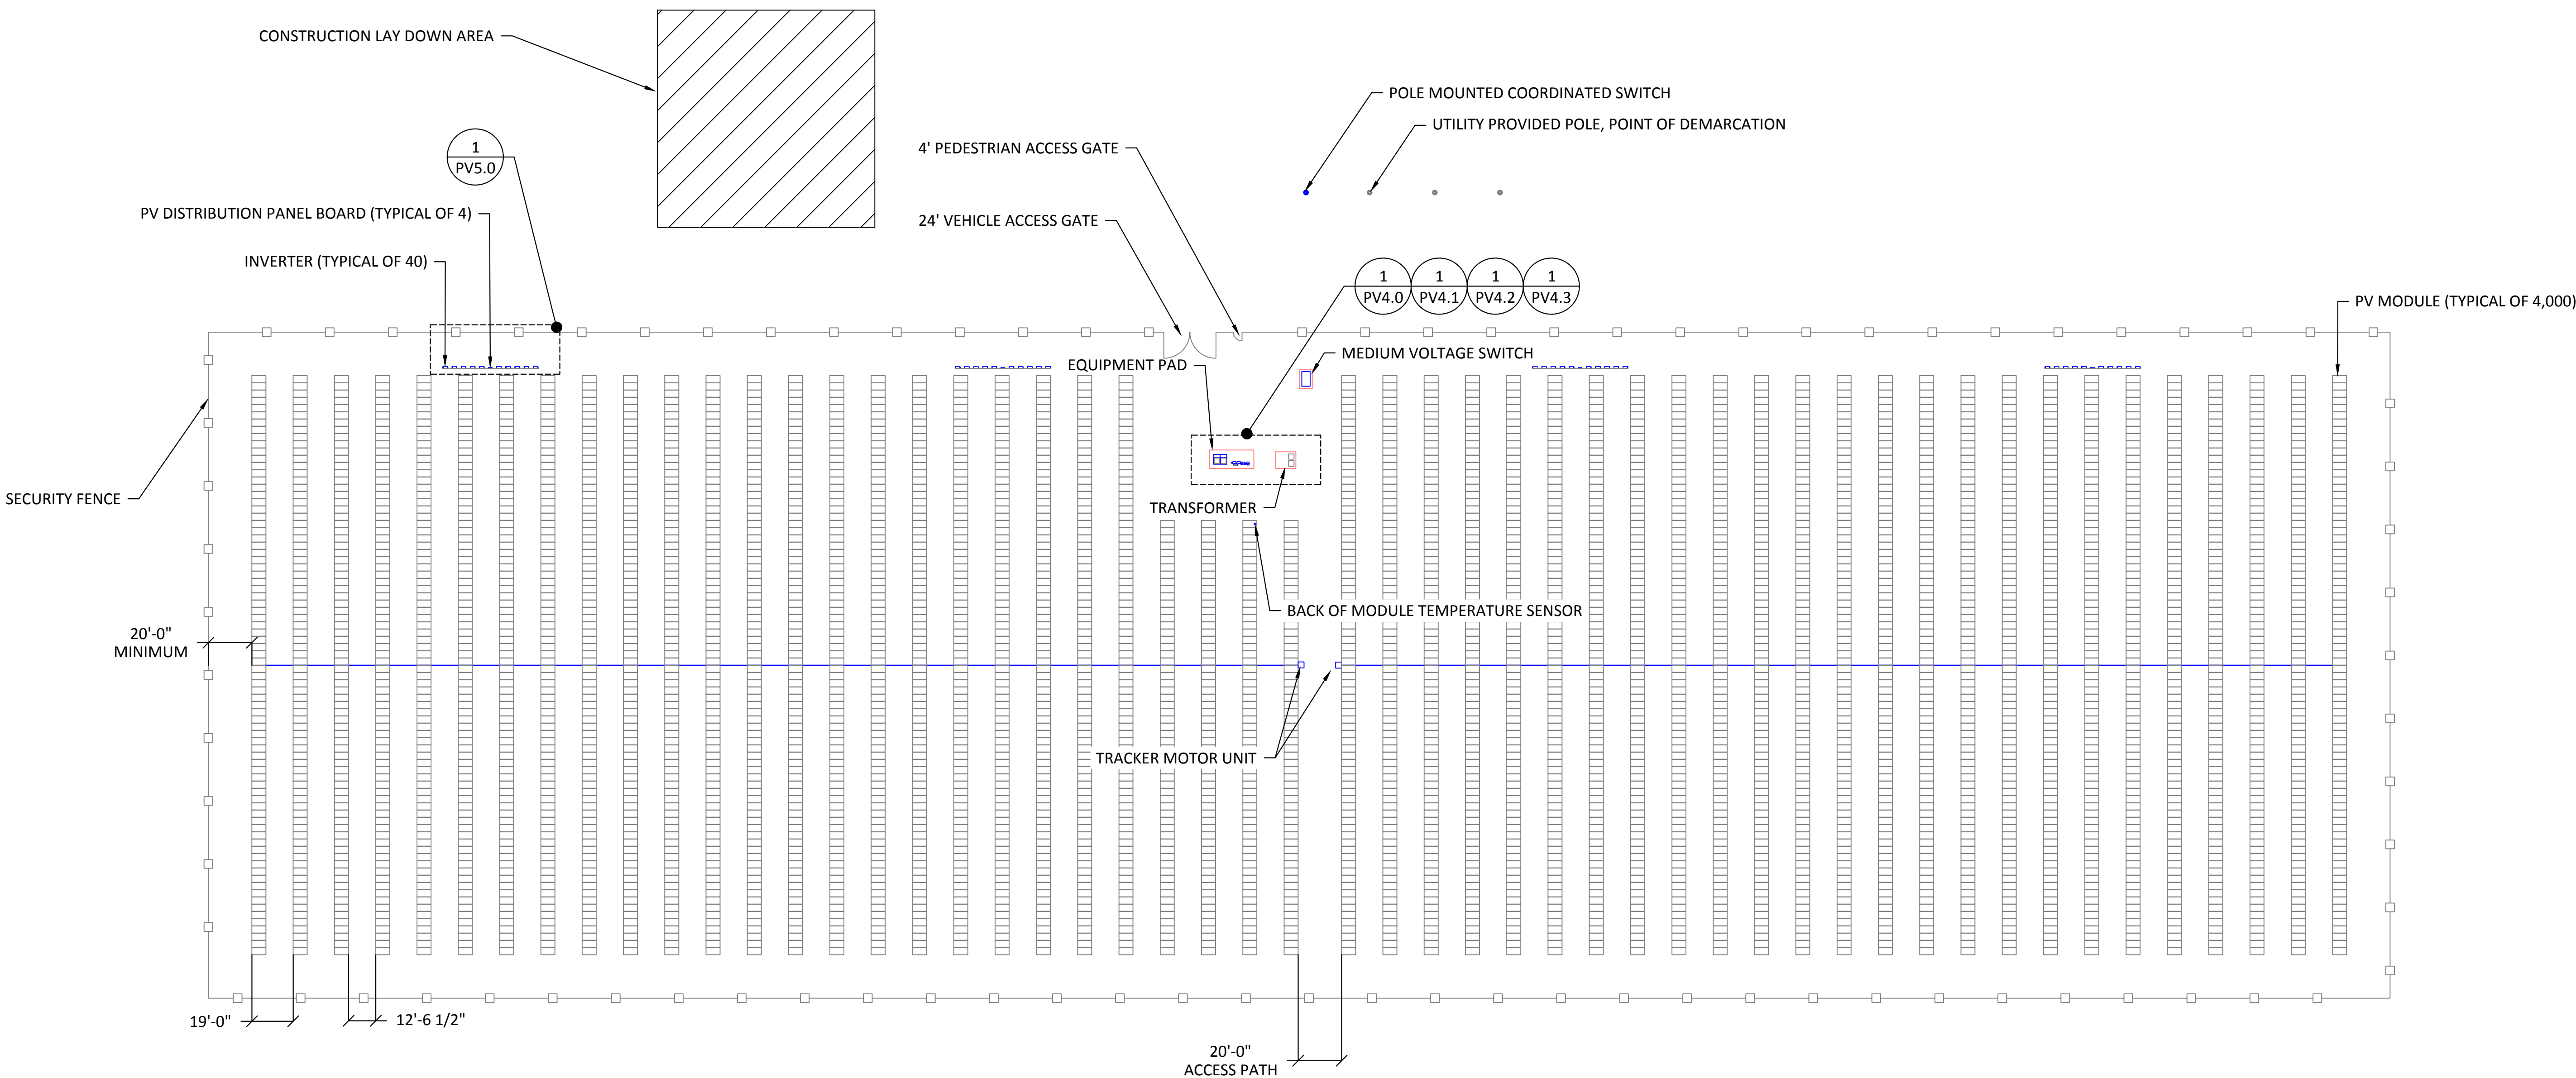 CONSTRUCTION LAY DOWN AREA
POLE MOUNTED COORDINATED SWITCH
UTILITY PROVIDED POLE, POINT OF DEMARCATION
1
PV5.0
4' PEDESTRIAN ACCESS GATE
PV DISTRIBUTION PANEL BOARD (TYPICAL OF 4)
24' VEHICLE ACCESS GATE
INVERTER (TYPICAL OF 40)
1
PV4.0
1
PV4.1
1
PV4.2
1
PV4.3
PV MODULE (TYPICAL OF 4,000)
MEDIUM VOLTAGE SWITCH
EQUIPMENT PAD
SECURITY FENCE
TRANSFORMER
BACK OF MODULE TEMPERATURE SENSOR
20'-0"
MINIMUM
TRACKER MOTOR UNIT
19'-0"
12'-6 1/2"
20'-0"
ACCESS PATH